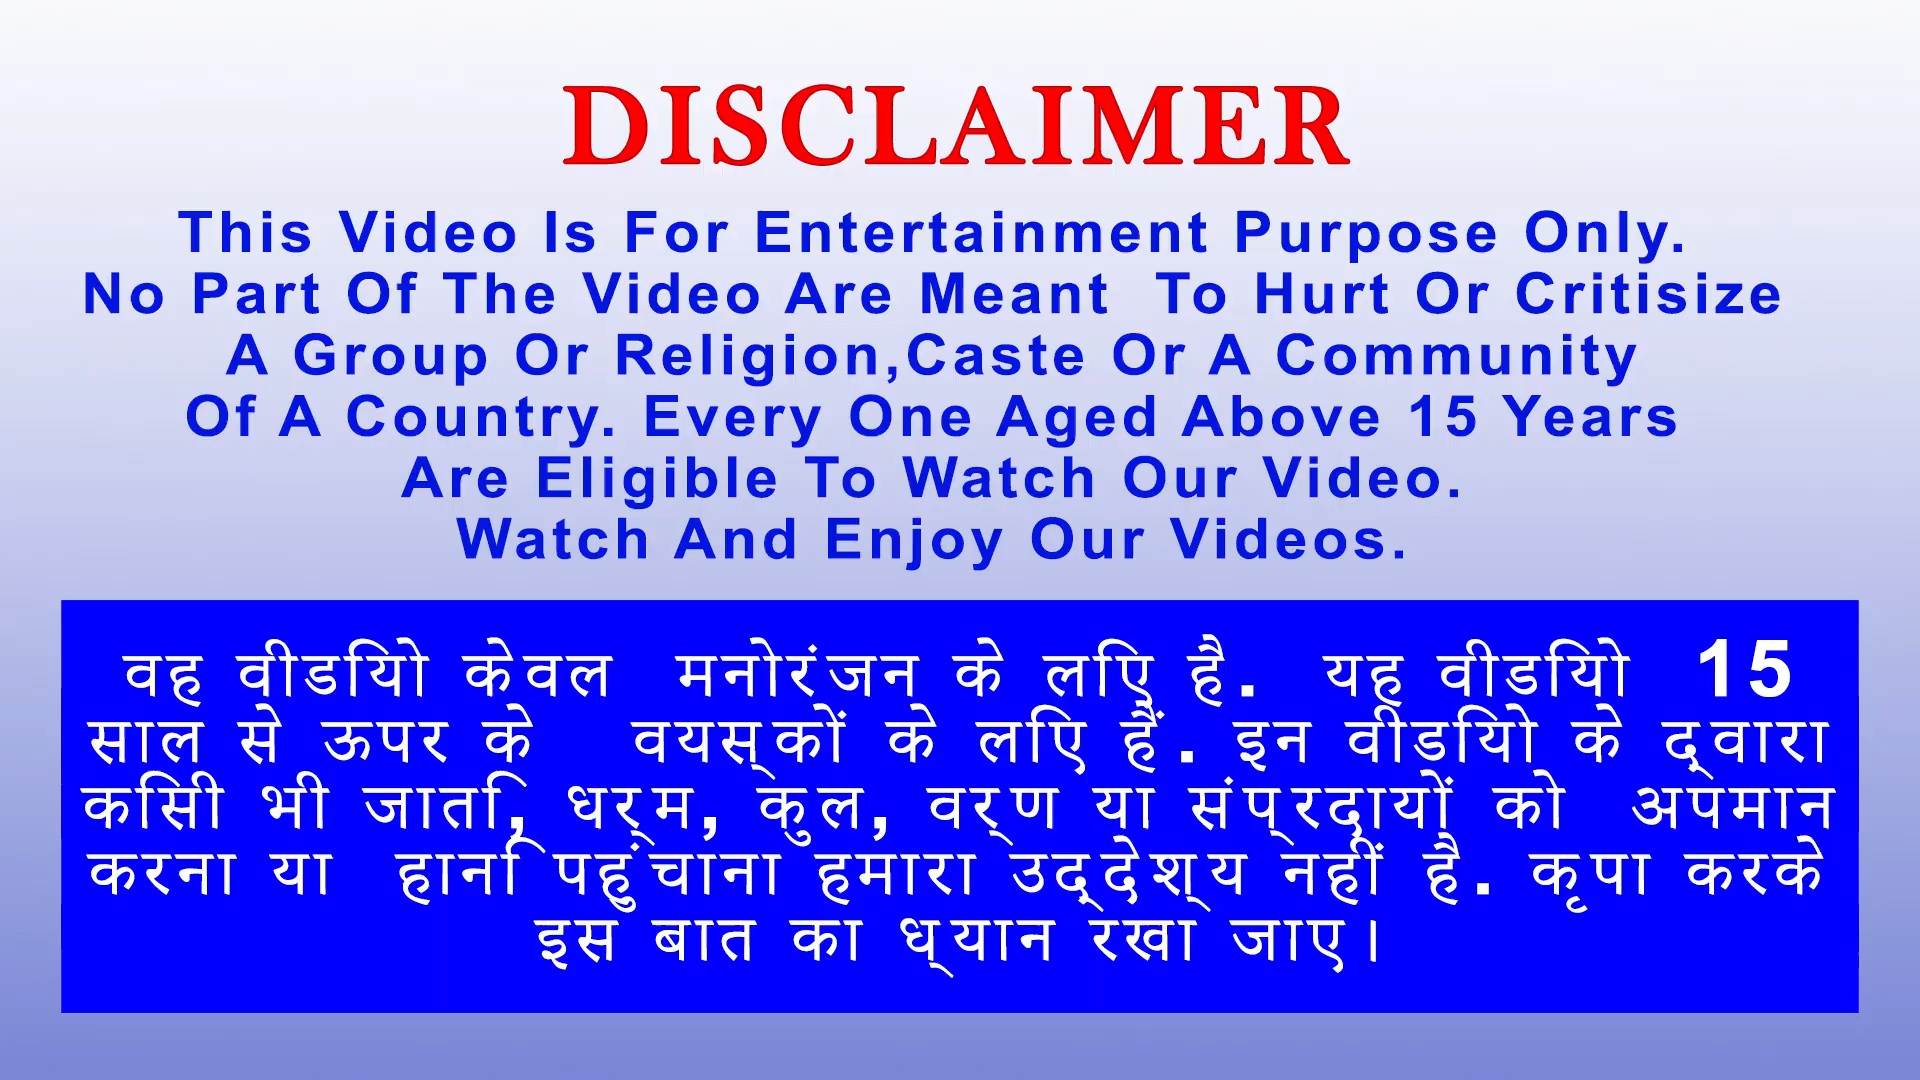 DISCLAIMER
This Video Is For Entertainment Purpose Only.
No Part Of The Video Are Meant To Hurt Or Critisize
A Group Or Religion,Caste Or A Community
Of A Country. Every One Aged Above 15 Years
Are Eligible To Watch Our Video.
Watch And Enjoy Our Videos.
वह वीडियो केवल मनोरंजन के लिए है. यह वीडियो 15
साल से ऊपर के वयस्कों के लिए हैं. इन वीडियो के द्वारा
किसी भी जाति, धर्म, कुल, वर्ण या संप्रदायों को अपमान
करना या हानि पहुंचाना हमारा उद्देश्य नहीं है. कृपा करके
इस बात का ध्यान रखा जाए।